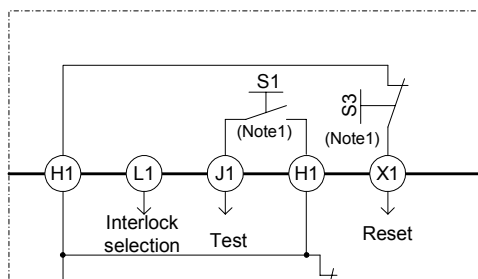 S1
S3
(Note1)
(Note1)
H1
L1
J1
H1
X1
Interlock
selection
Test
Reset